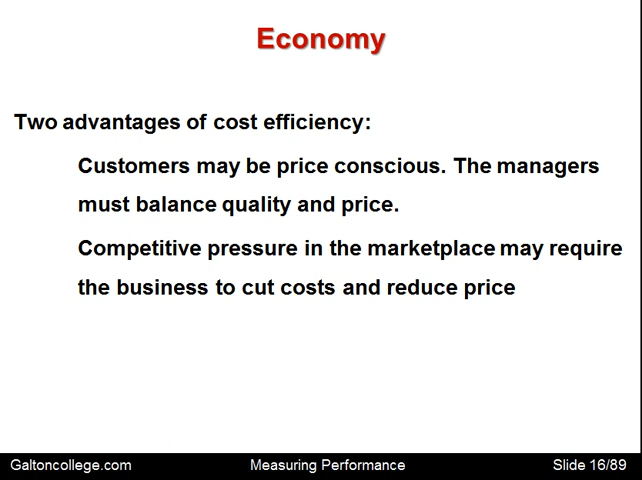 Economy
Two advantages of cost efficiency:
Customers may be price conscious. The managers
must balance quality and price.
Competitive pressure in the marketplace may require
the business to cut costs and reduce price
Galtoncollege.com Measuring Performance Slide 16/89